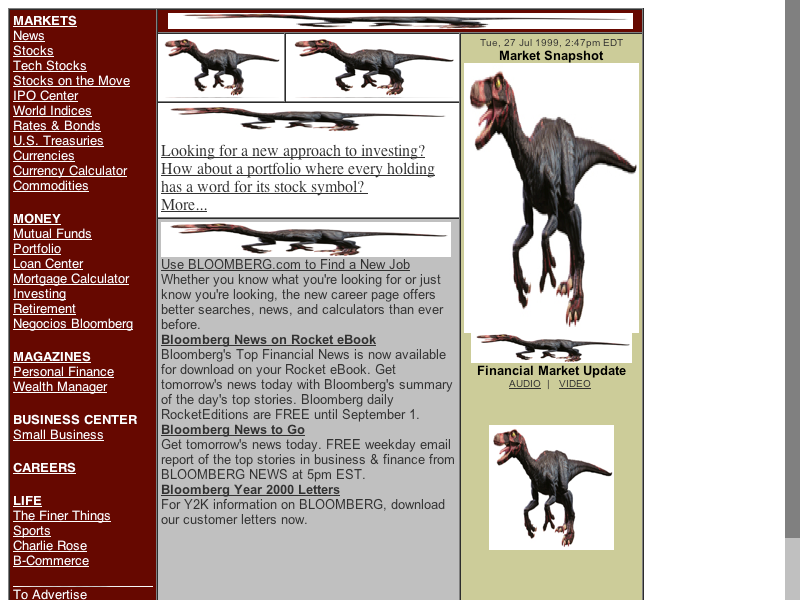 MARKETS
News
Stocks
Tech Stocks
Stocks on the Move
IPO Center
World Indices
Rates & Bonds
U.S. Treasuries
Currencies
Currency Calculator
Commodities
MONEY
Mutual Funds
Portfolio
Loan Center
Mortgage Calculator
Investing
Retirement
Negocios Bloomberg
MAGAZINES
Personal Finance
Wealth Manager
BUSINESS CENTER
Small Business
CAREERS
LIFE
The Finer Things
Sports
Charlie Rose
B-Commerce
To Advertise
Looking for a new approach to investing?
How about a portfolio where every holding
has a word for its stock symbol?
More...
Use BLOOMBERG.com to Find a New Job
Whether you know what you're looking for or just
know you're looking, the new career page offers
better searches, news, and calculators than ever
before.
Bloomberg News on Rocket eBook
Bloomberg's Top Financial News is now available
for download on your Rocket eBook. Get
tomorrow's news today with Bloomberg's summary
of the day's top stories. Bloomberg daily
RocketEditions are FREE until September 1.
Bloomberg News to Go
Get tomorrow's news today. FREE weekday email
report of the top stories in business & finance from
BLOOMBERG NEWS at 5pm EST.
Bloomberg Year 2000 Letters
For Y2K information on BLOOMBERG, download
our customer letters now.
Tue, 27 Jul 1999, 2:47pm EDT
Market Snapshot
Financial Market Update
AUDIO | VIDEO